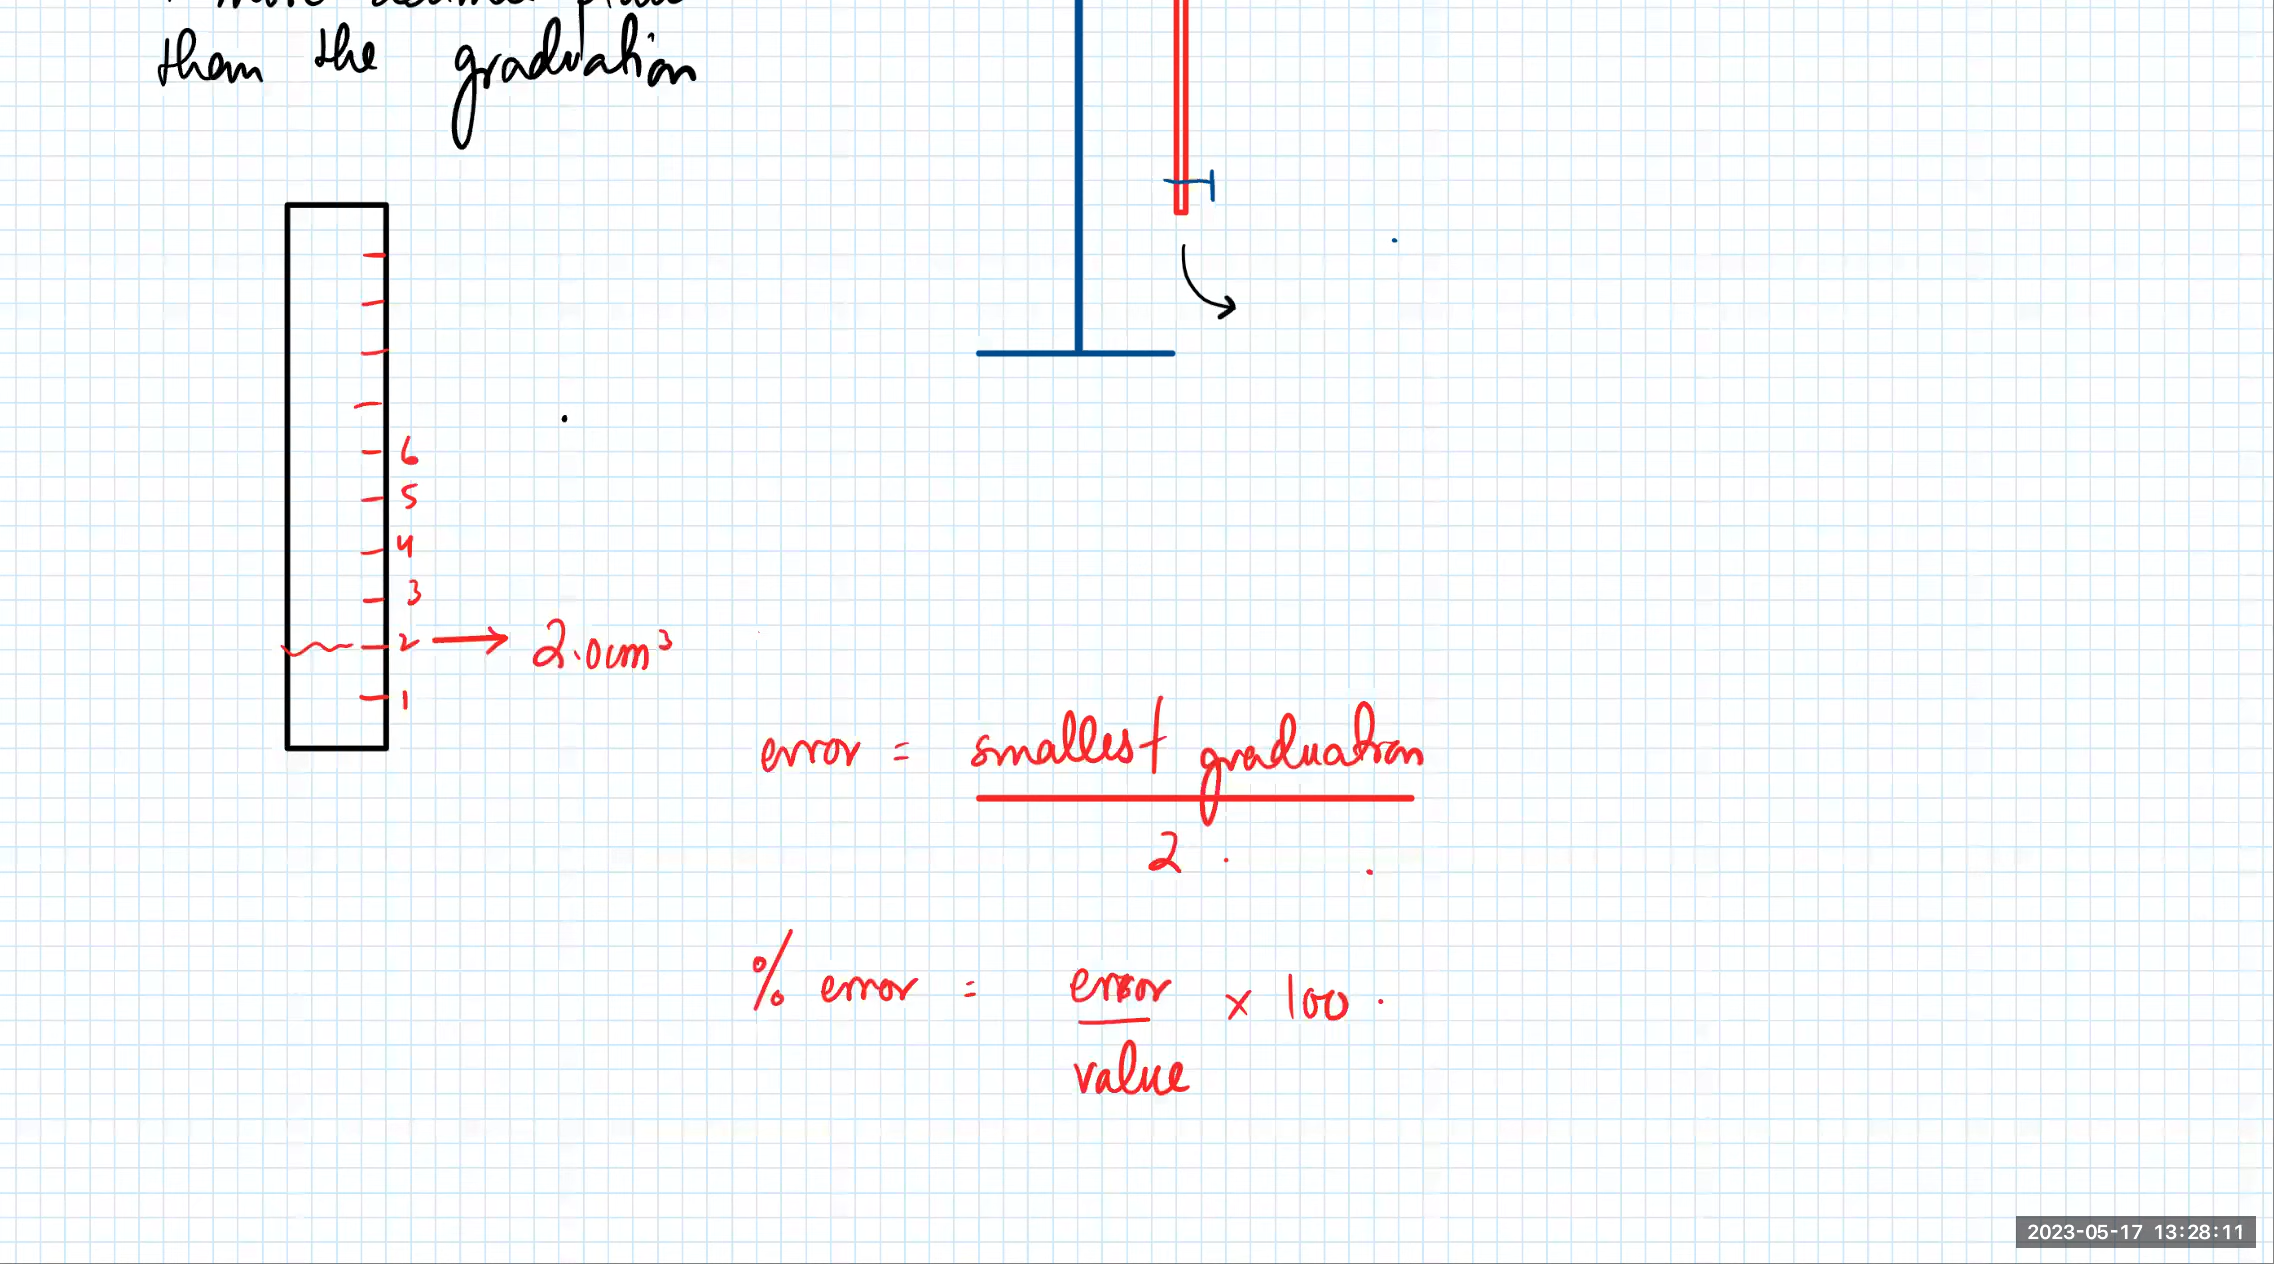 them the graduation
6
5
4
3
2 → 2.0cm³
1
error = smallest graduation
2
% error = error × 100
value
2023-05-17 13:28:11